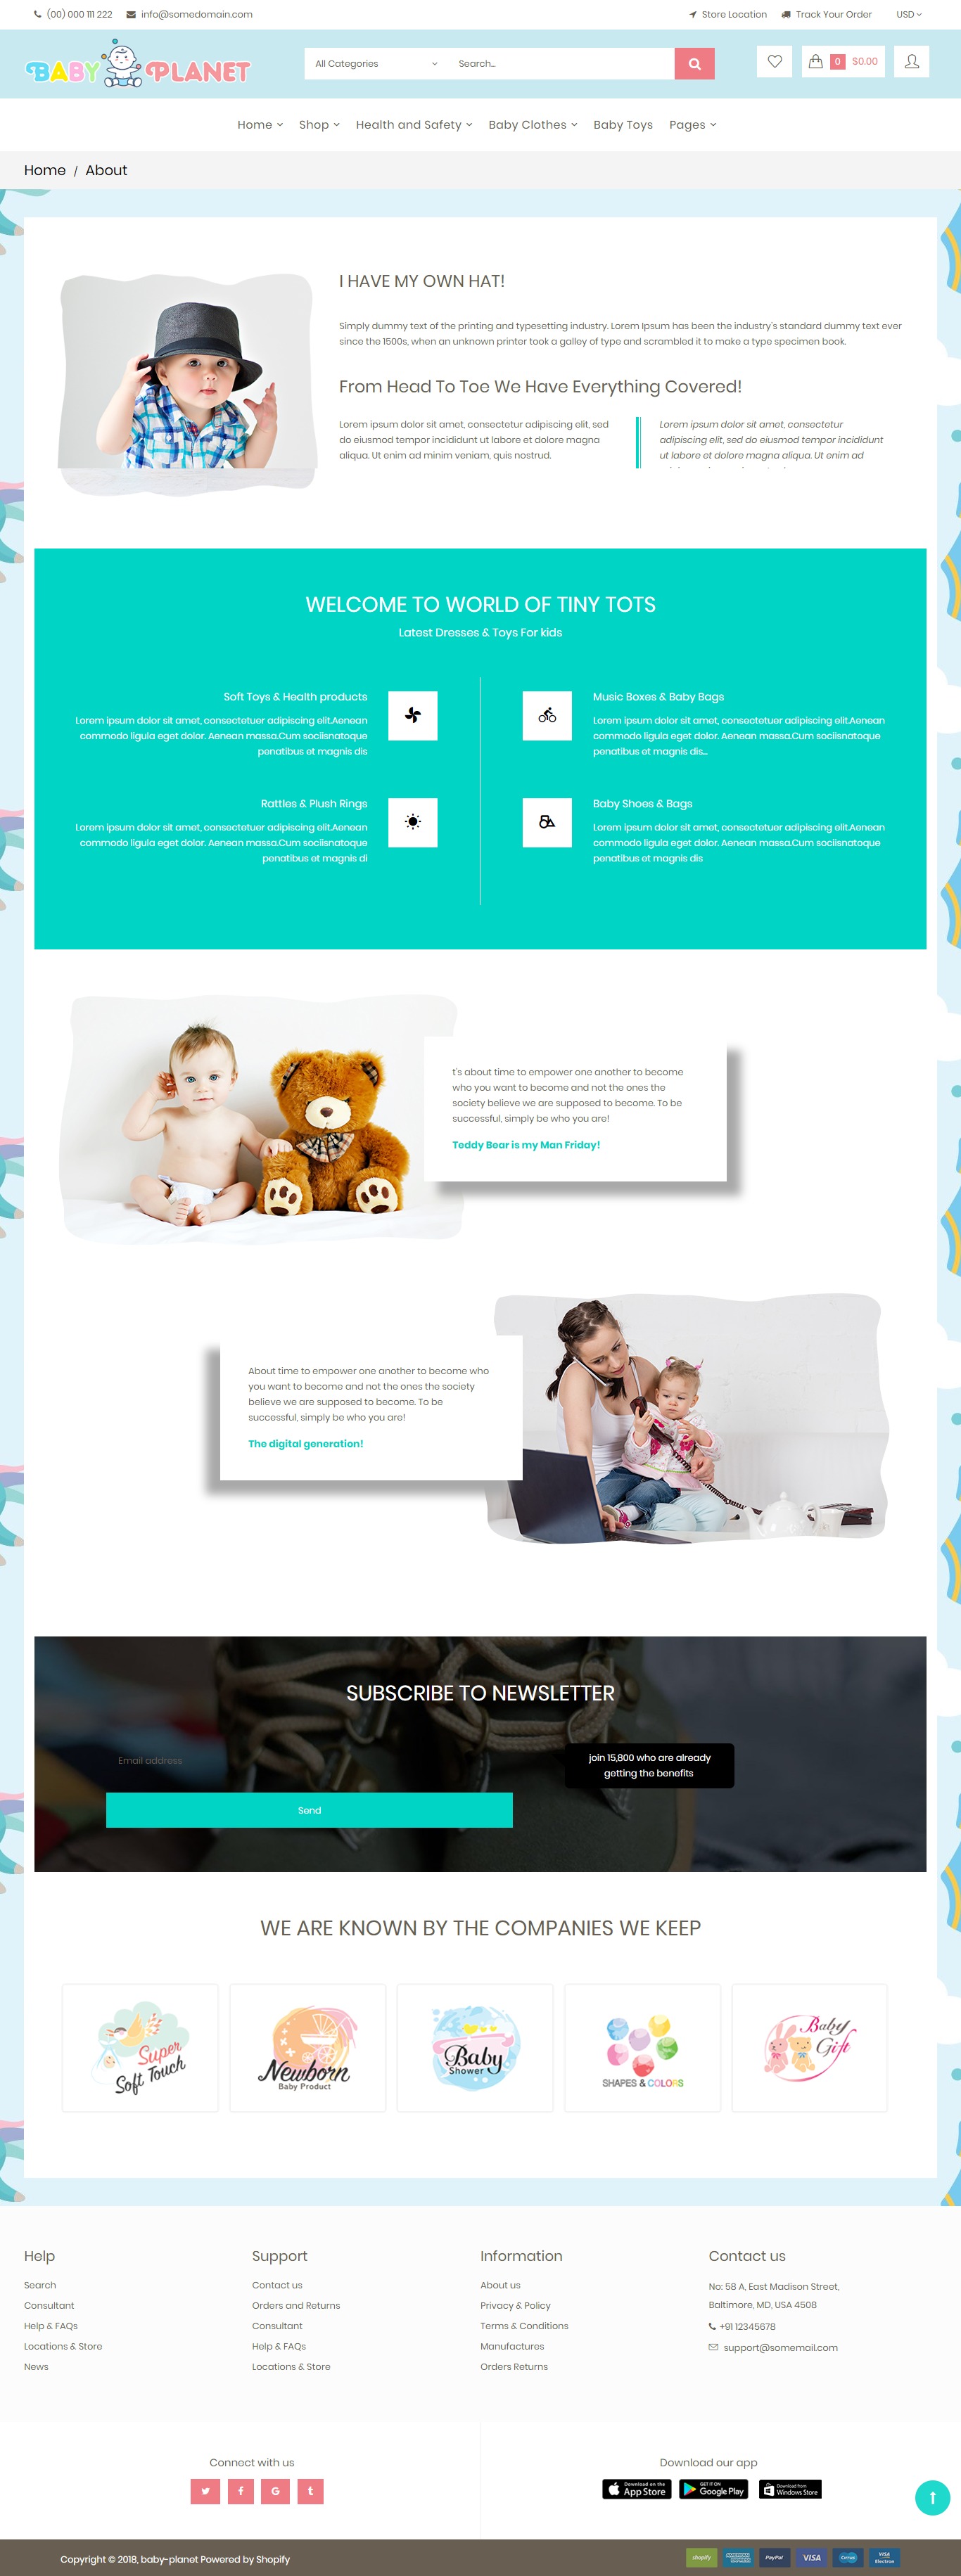 (00) 000 111 222 info@somedomain.com Store Location Track Your Order USD
BABY PLANET All Categories Search... 0 $0.00
Home Shop Health and Safety Baby Clothes Baby Toys Pages
Home / About
I HAVE MY OWN HAT!
Simply dummy text of the printing and typesetting industry. Lorem Ipsum has been the industry's standard dummy text ever
since the 1500s, when an unknown printer took a galley of type and scrambled it to make a type specimen book.
From Head To Toe We Have Everything Covered!
Lorem ipsum dolor sit amet, consectetur adipiscing elit, sed
do eiusmod tempor incididunt ut labore et dolore magna
aliqua. Ut enim ad minim veniam, quis nostrud.
Lorem ipsum dolor sit amet, consectetur
adipiscing elit, sed do eiusmod tempor incididunt
ut labore et dolore magna aliqua. Ut enim ad
WELCOME TO WORLD OF TINY TOTS
Latest Dresses & Toys For kids
Soft Toys & Health products
Lorem ipsum dolor sit amet, consectetuer adipiscing elit.Aenean
commodo ligula eget dolor. Aenean massa.Cum sociisnatoque
penatibus et magnis dis
Music Boxes & Baby Bags
Lorem ipsum dolor sit amet, consectetuer adipiscing elit.Aenean
commodo ligula eget dolor. Aenean massa.Cum sociisnatoque
penatibus et magnis dis...
Rattles & Plush Rings
Lorem ipsum dolor sit amet, consectetuer adipiscing elit.Aenean
commodo ligula eget dolor. Aenean massa.Cum sociisnatoque
penatibus et magnis di
Baby Shoes & Bags
Lorem ipsum dolor sit amet, consectetuer adipiscing elit.Aenean
commodo ligula eget dolor. Aenean massa.Cum sociisnatoque
penatibus et magnis dis
t's about time to empower one another to become
who you want to become and not the ones the
society believe we are supposed to become. To be
successful, simply be who you are!
Teddy Bear is my Man Friday!
About time to empower one another to become who
you want to become and not the ones the society
believe we are supposed to become. To be
successful, simply be who you are!
The digital generation!
SUBSCRIBE TO NEWSLETTER
Email address
Send
join 15,800 who are already
getting the benefits
WE ARE KNOWN BY THE COMPANIES WE KEEP
Super
Soft Touch
Newborn
Baby Product
Baby
Shower
SHAPES & COLORS
Baby
Gift
Help
Search
Consultant
Help & FAQs
Locations & Store
News
Support
Contact us
Orders and Returns
Consultant
Help & FAQs
Locations & Store
Information
About us
Privacy & Policy
Terms & Conditions
Manufactures
Orders Returns
Contact us
No: 58 A, East Madison Street,
Baltimore, MD, USA 4508
+91 12345678
support@somemail.com
Connect with us
Download our app
Download on the
App Store
GET IT ON
Google Play
Download from
Windows Store
Copyright © 2018, baby-planet Powered by Shopify
shopify AMERICAN EXPRESS PayPal VISA Cirrus VISA Electron